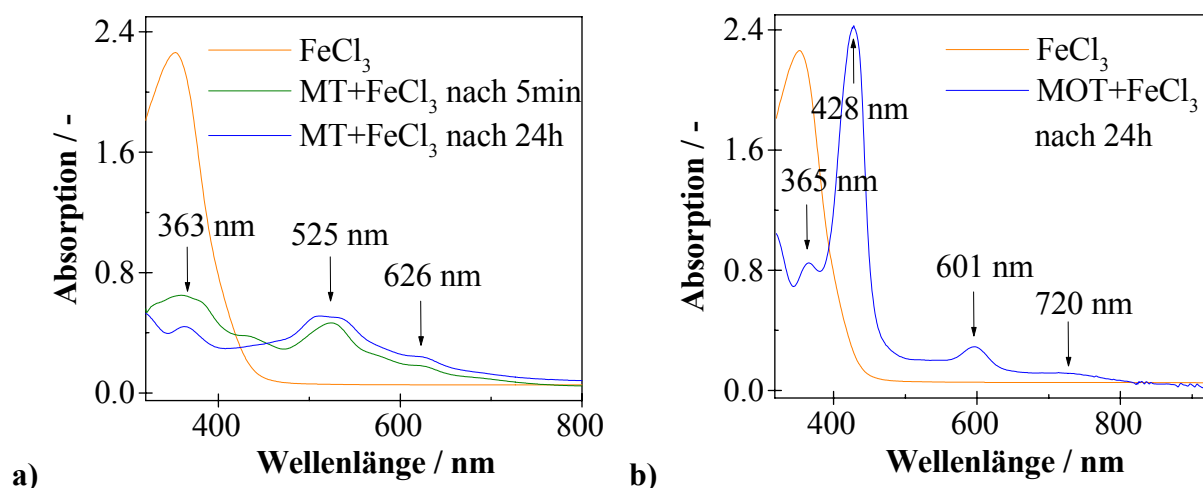 2.4
1.8
1.2
0.6
0.0
Absorption / -
FeCl₃
MT+FeCl₃ nach 5min
MT+FeCl₃ nach 24h
363 nm
525 nm
626 nm
400
600
800
Wellenlänge / nm
a)
2.4
1.6
0.8
0.0
Absorption / -
FeCl₃
MOT+FeCl₃
nach 24h
428 nm
365 nm
601 nm
720 nm
400
600
800
Wellenlänge / nm
b)